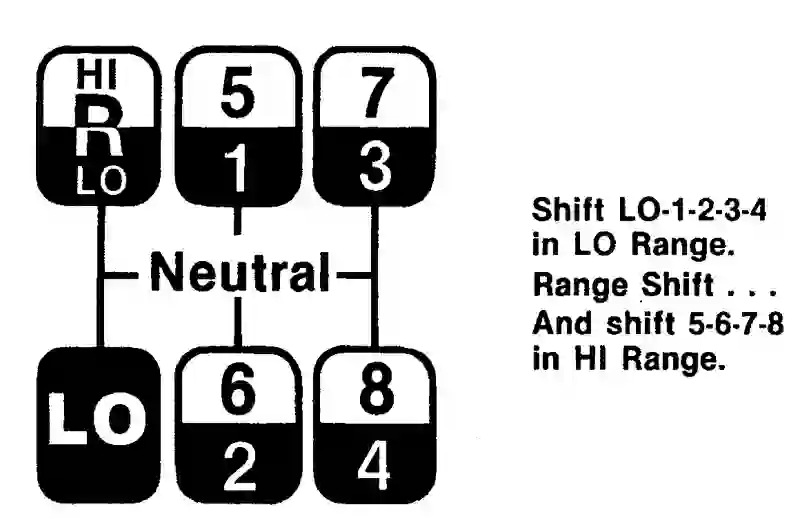 HI
R
LO
5
1
7
3
Neutral
LO
6
2
8
4
Shift LO-1-2-3-4
in LO Range.
Range Shift . . .
And shift 5-6-7-8
in HI Range.